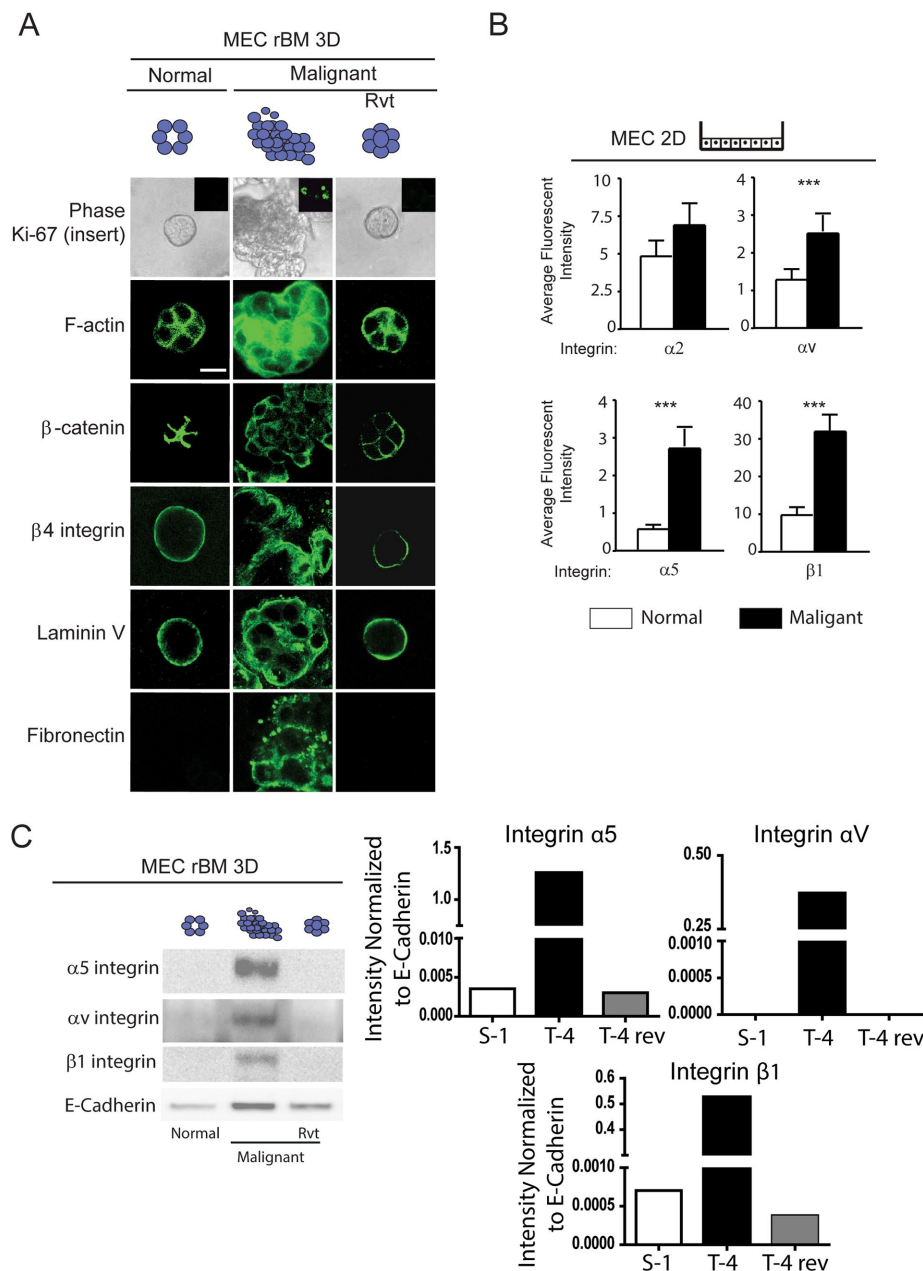 A
MEC rBM 3D
Normal
Malignant
Rvt
Phase
Ki-67 (insert)
F-actin
β-catenin
β4 integrin
Laminin V
Fibronectin
B
MEC 2D
Average Fluorescent
Intensity
10
7.5
5
2.5
0
Integrin:
α2
4
3
2
1
0
***
αv
Average Fluorescent
Intensity
4
3
2
1
0
***
Integrin:
α5
40
30
20
10
0
***
β1
Normal
Maligant
C
MEC rBM 3D
α5 integrin
αv integrin
β1 integrin
E-Cadherin
Normal
Rvt
Malignant
Integrin α5
Intensity Normalized
to E-Cadherin
1.5
1.0
0.010
0.005
0.000
S-1
T-4
T-4 rev
Integrin αV
0.50
0.25
0.0010
0.0005
0.0000
S-1
T-4
T-4 rev
Integrin β1
Intensity Normalized
to E-Cadherin
0.6
0.5
0.4
0.0010
0.0005
0.0000
S-1
T-4
T-4 rev